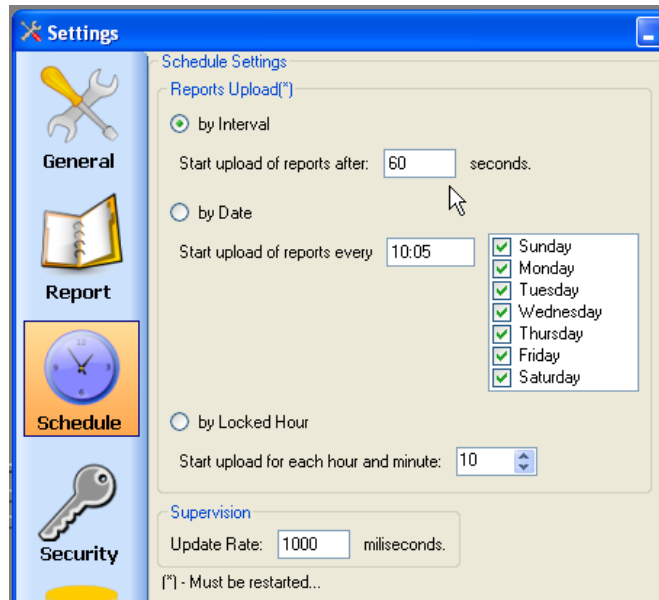 Settings
General
Report
Schedule
Security
Schedule Settings
Reports Upload(*)
by Interval
Start upload of reports after: 60 seconds.
by Date
Start upload of reports every 10:05
Sunday
Monday
Tuesday
Wednesday
Thursday
Friday
Saturday
by Locked Hour
Start upload for each hour and minute: 10
Supervision
Update Rate: 1000 miliseconds.
(*) - Must be restarted...